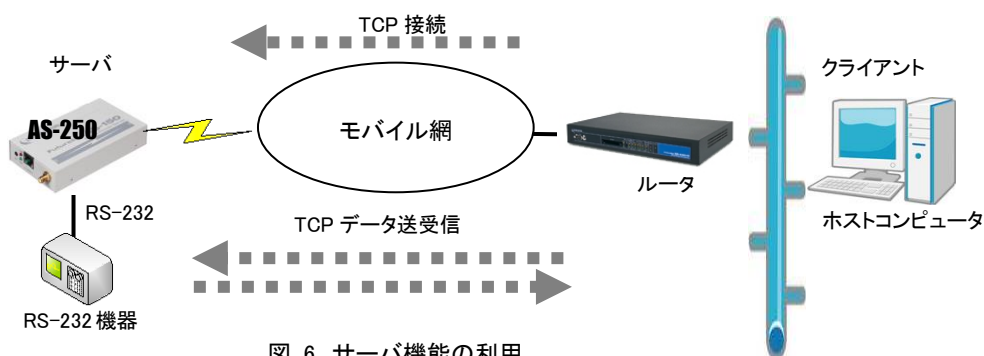 TCP 接続
サーバ
クライアント
AS-250
モバイル網
ルータ
RS-232
ホストコンピュータ
TCP データ送受信
RS-232 機器
図 6 サーバ機能の利用